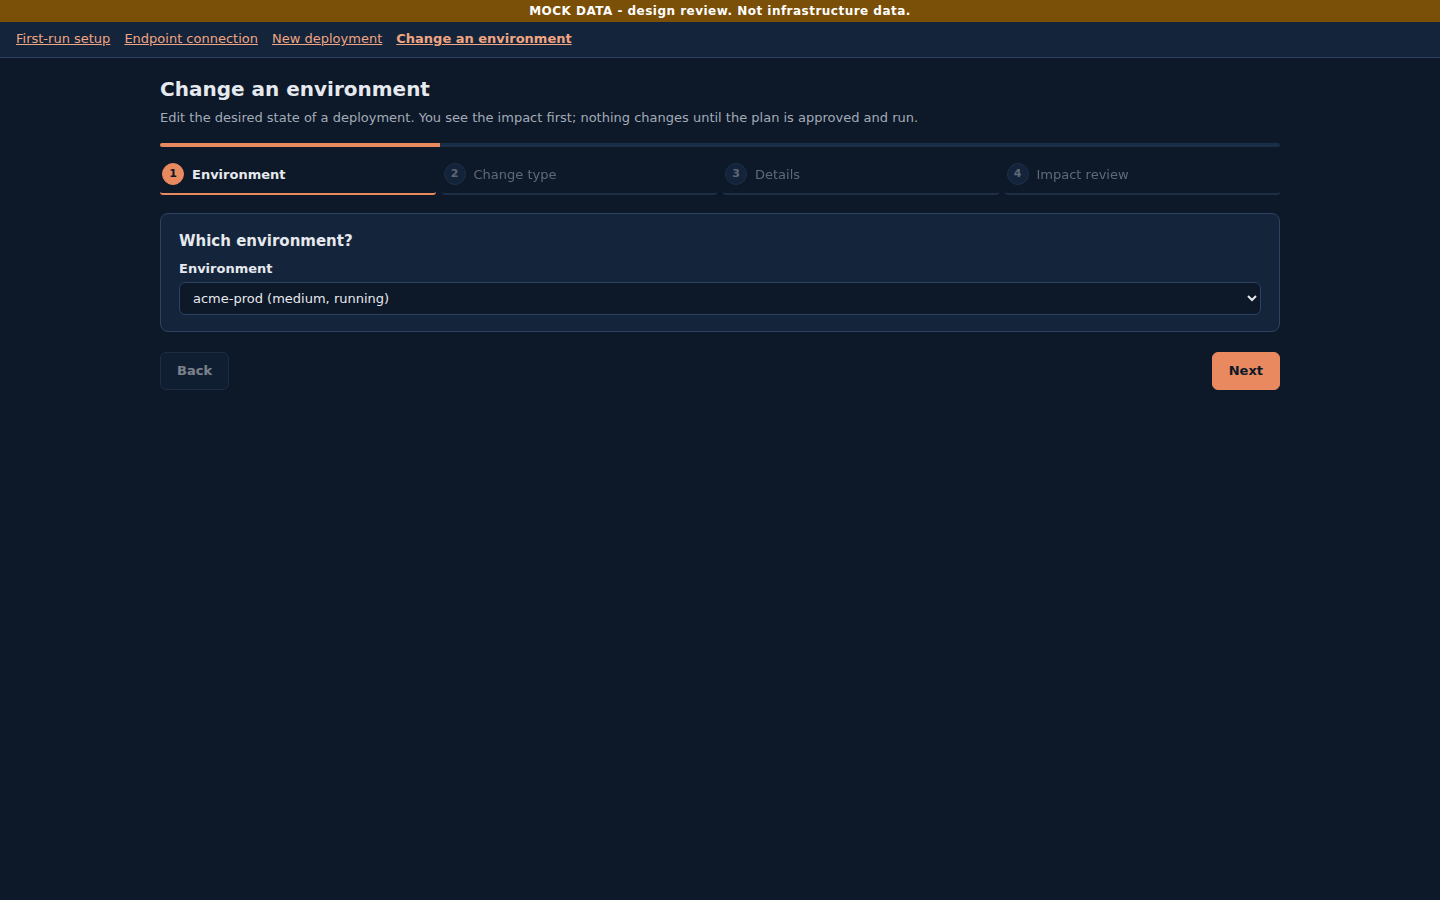 MOCK DATA - design review. Not infrastructure data.
First-run setup Endpoint connection New deployment Change an environment
Change an environment
Edit the desired state of a deployment. You see the impact first; nothing changes until the plan is approved and run.
1 Environment 2 Change type 3 Details 4 Impact review
Which environment?
Environment
acme-prod (medium, running)
Back Next